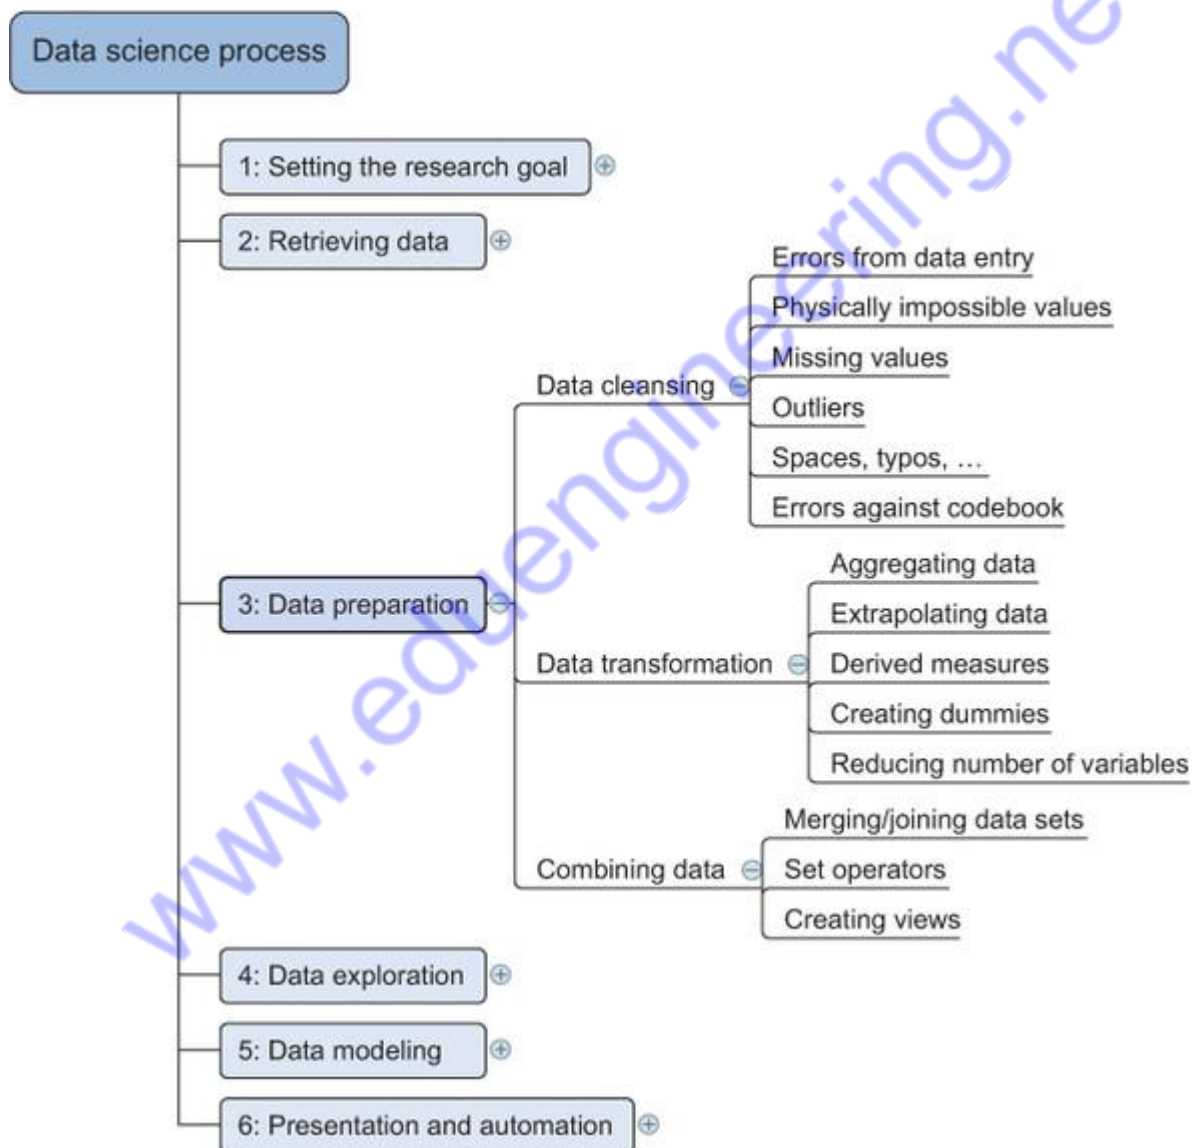 Data science process
1: Setting the research goal
2: Retrieving data
3: Data preparation
Data cleansing
Errors from data entry
Physically impossible values
Missing values
Outliers
Spaces, typos, …
Errors against codebook
Data transformation
Aggregating data
Extrapolating data
Derived measures
Creating dummies
Reducing number of variables
Combining data
Merging/joining data sets
Set operators
Creating views
4: Data exploration
5: Data modeling
6: Presentation and automation
www.eduengineering.ne